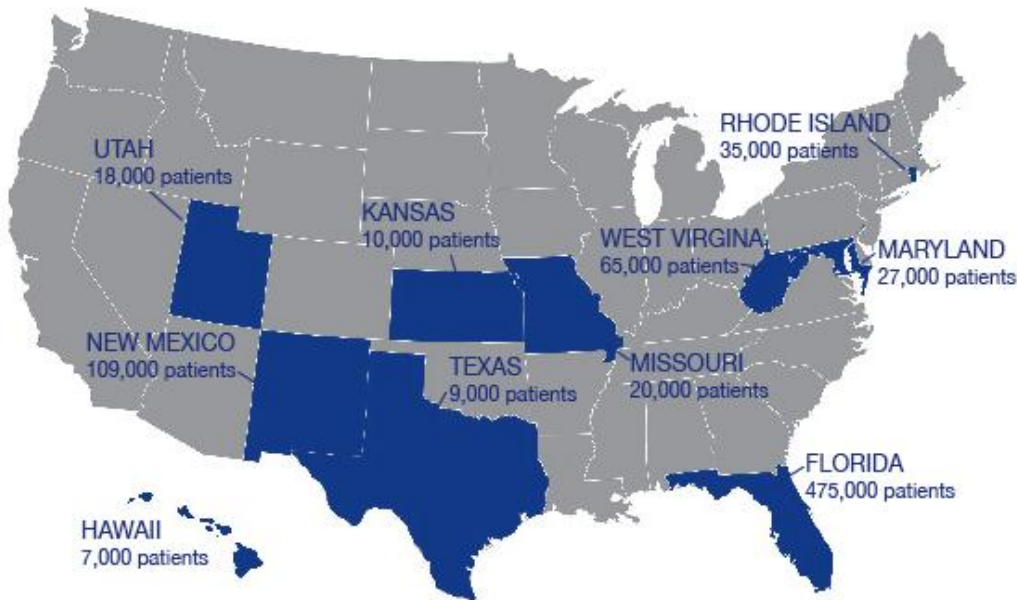 RHODE ISLAND
35,000 patients
UTAH
18,000 patients
KANSAS
10,000 patients
WEST VIRGINA
65,000 patients
MARYLAND
27,000 patients
NEW MEXICO
109,000 patients
TEXAS
9,000 patients
MISSOURI
20,000 patients
FLORIDA
475,000 patients
HAWAII
7,000 patients